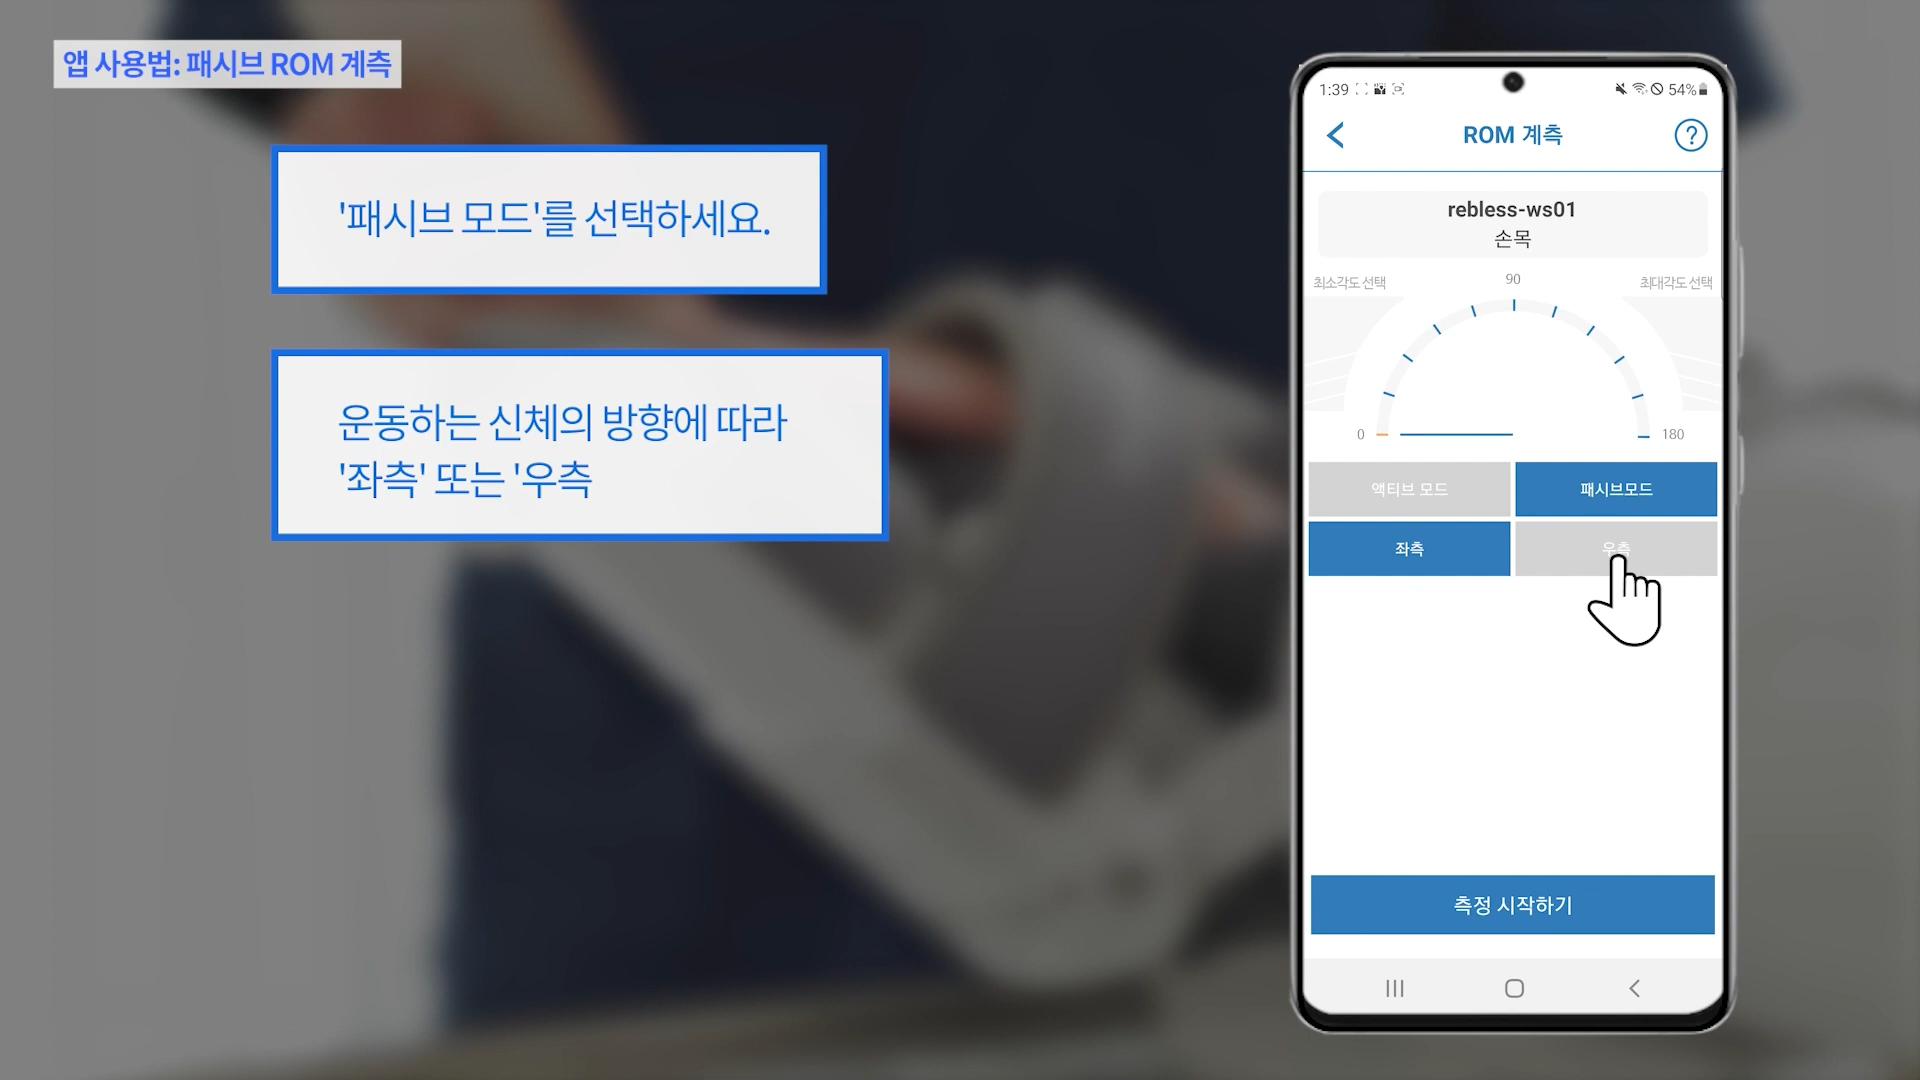 앱 사용법: 패시브 ROM 계측
'패시브 모드'를 선택하세요.
운동하는 신체의 방향에 따라
'좌측' 또는 '우측
1:39
54%
ROM 계측
?
rebless-ws01
손목
최소각도 선택
90
최대각도 선택
0
180
액티브 모드
패시브모드
좌측
우측
측정 시작하기